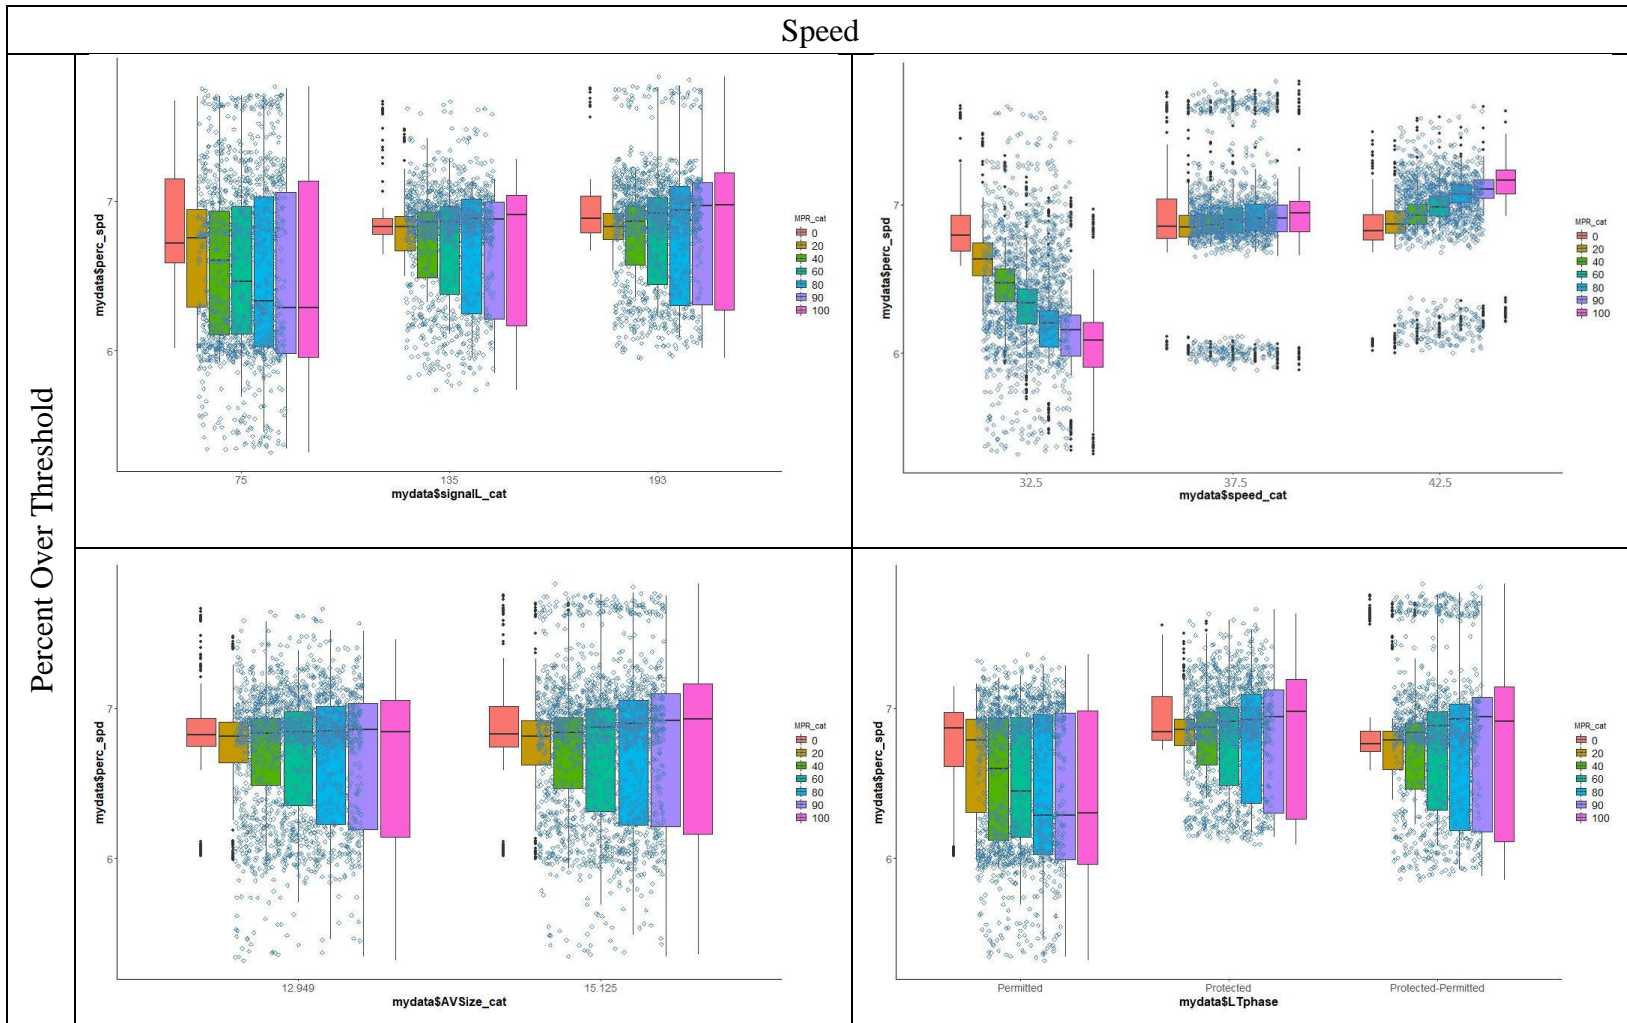 Speed
Percent Over Threshold
mydata$perc_spd
7
6
75
135
193
mydata$signalL_cat
MPR_cat
0
20
40
60
80
90
100
mydata$perc_spd
7
6
32.5
37.5
42.5
mydata$speed_cat
MPR_cat
0
20
40
60
80
90
100
mydata$perc_spd
7
6
12.949
15.125
mydata$AVSize_cat
MPR_cat
0
20
40
60
80
90
100
mydata$perc_spd
7
6
Permitted
Protected
Protected-Permitted
mydata$LTphase
MPR_cat
0
20
40
60
80
90
100